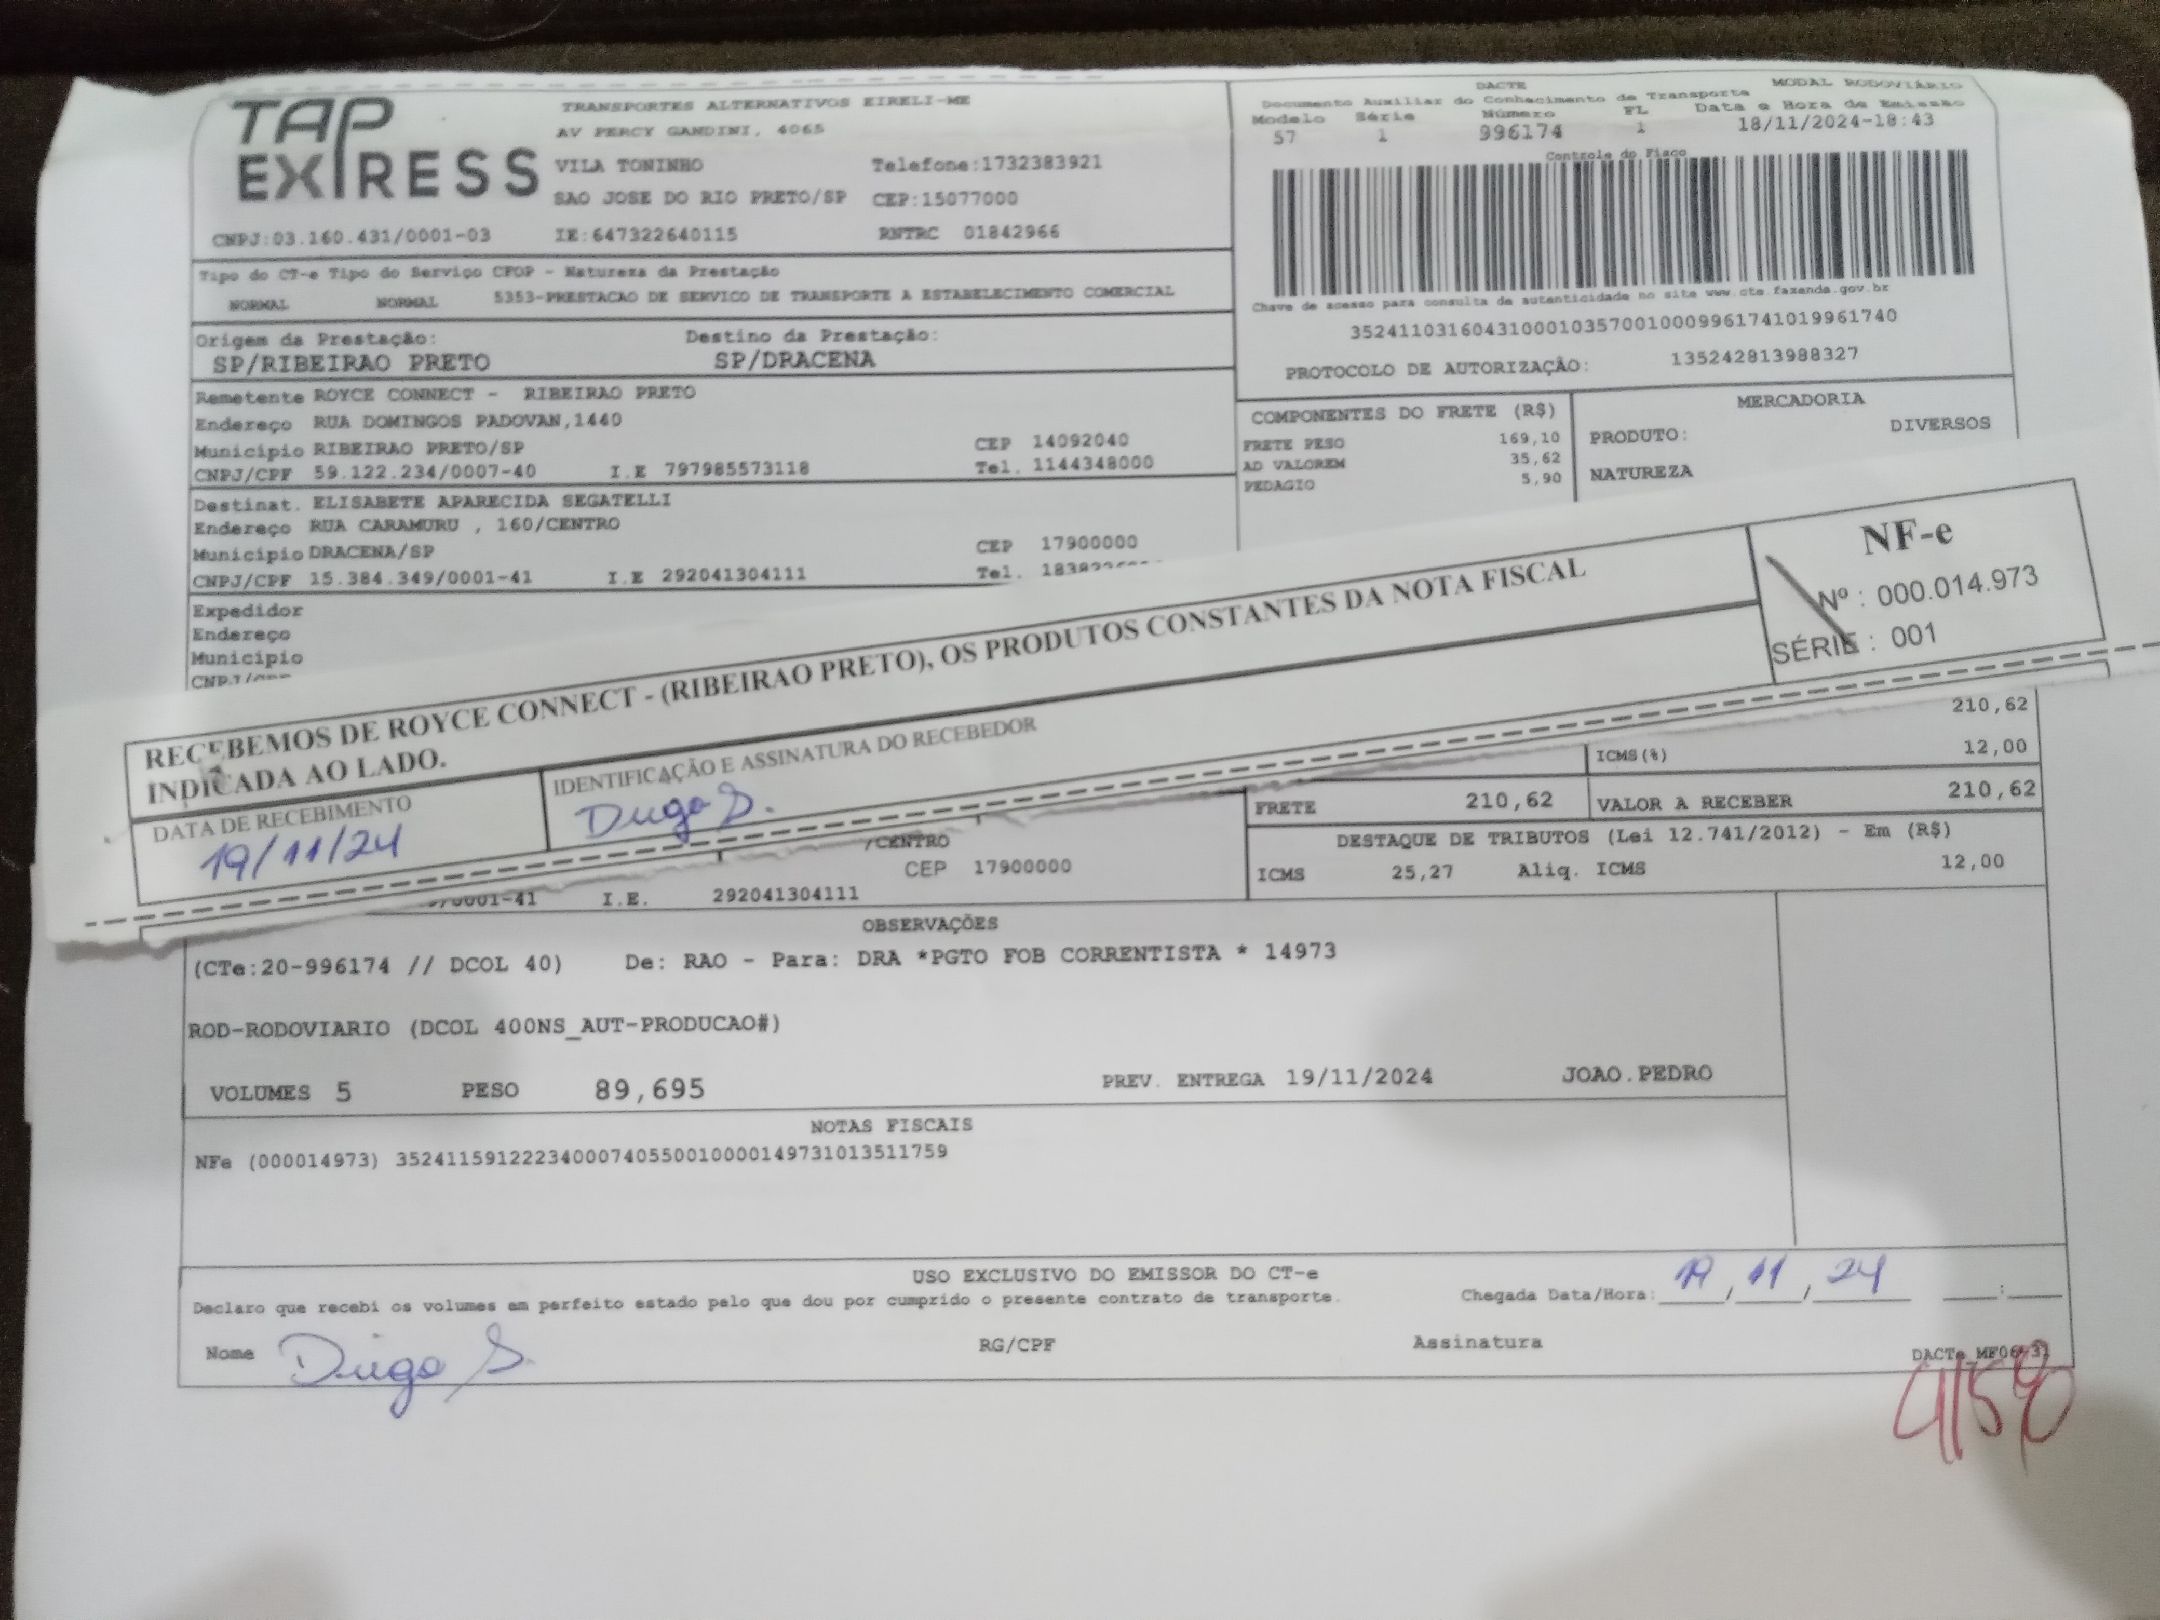 TAP EXPRESS
TRANSPORTES ALTERNATIVOS EIRELI-ME
AV PERCY GANDINI, 4065
VILA TONINHO Telefone:1732383921
SAO JOSE DO RIO PRETO/SP CEP:15077000
CNPJ:03.160.431/0001-03 IE:647322640115 RNTRC 01842966
DACTE MODAL RODOVIÁRIO
Documento Auxiliar do Conhecimento de Transporte
Modelo Série Número FL Data e Hora de Emissão
57 1 996174 1 18/11/2024-18:43
Controle do Fisco
Chave de acesso para consulta de autenticidade no site www.cte.fazenda.gov.br
35241103160431000103570010009961741019961740
PROTOCOLO DE AUTORIZAÇÃO: 135242813988327
Tipo do CT-e Tipo do Serviço CFOP - Natureza da Prestação
NORMAL NORMAL 5353-PRESTACAO DE SERVICO DE TRANSPORTE A ESTABELECIMENTO COMERCIAL
Origem da Prestação: Destino da Prestação:
SP/RIBEIRAO PRETO SP/DRACENA
Remetente ROYCE CONNECT - RIBEIRAO PRETO
Endereço RUA DOMINGOS PADOVAN,1440
Município RIBEIRAO PRETO/SP CEP 14092040
CNPJ/CPF 59.122.234/0007-40 I.E 797985573118 Tel. 1144348000
Destinat. ELISABETE APARECIDA SEGATELLI
Endereço RUA CARAMURU , 160/CENTRO
Município DRACENA/SP CEP 17900000
CNPJ/CPF 15.384.349/0001-41 I.E 292041304111 Tel.
Expedidor
Endereço
Município
COMPONENTES DO FRETE (R$)
FRETE PESO 169,10
AD VALOREM 35,62
PEDAGIO 5,90
MERCADORIA
PRODUTO: DIVERSOS
NATUREZA
RECEBEMOS DE ROYCE CONNECT - (RIBEIRAO PRETO), OS PRODUTOS CONSTANTES DA NOTA FISCAL
INDICADA AO LADO.
DATA DE RECEBIMENTO
19/11/24
IDENTIFICAÇÃO E ASSINATURA DO RECEBEDOR
Diego S.
NF-e
Nº : 000.014.973
SÉRIE : 001
210,62
ICMS(%) 12,00
FRETE 210,62 VALOR A RECEBER 210,62
DESTAQUE DE TRIBUTOS (Lei 12.741/2012) - Em (R$)
ICMS 25,27 Aliq. ICMS 12,00
/CENTRO
CEP 17900000
/0001-41 I.E. 292041304111
OBSERVAÇÕES
(CTe:20-996174 // DCOL 40) De: RAO - Para: DRA *PGTO FOB CORRENTISTA * 14973
ROD-RODOVIARIO (DCOL 400NS_AUT-PRODUCAO#)
VOLUMES 5 PESO 89,695 PREV. ENTREGA 19/11/2024 JOAO.PEDRO
NOTAS FISCAIS
NFe (000014973) 35241159122234000740550010000149731013511759
USO EXCLUSIVO DO EMISSOR DO CT-e
Declaro que recebi os volumes em perfeito estado pelo que dou por cumprido o presente contrato de transporte. Chegada Data/Hora: 19/11/24 :
Nome Diego S. RG/CPF Assinatura